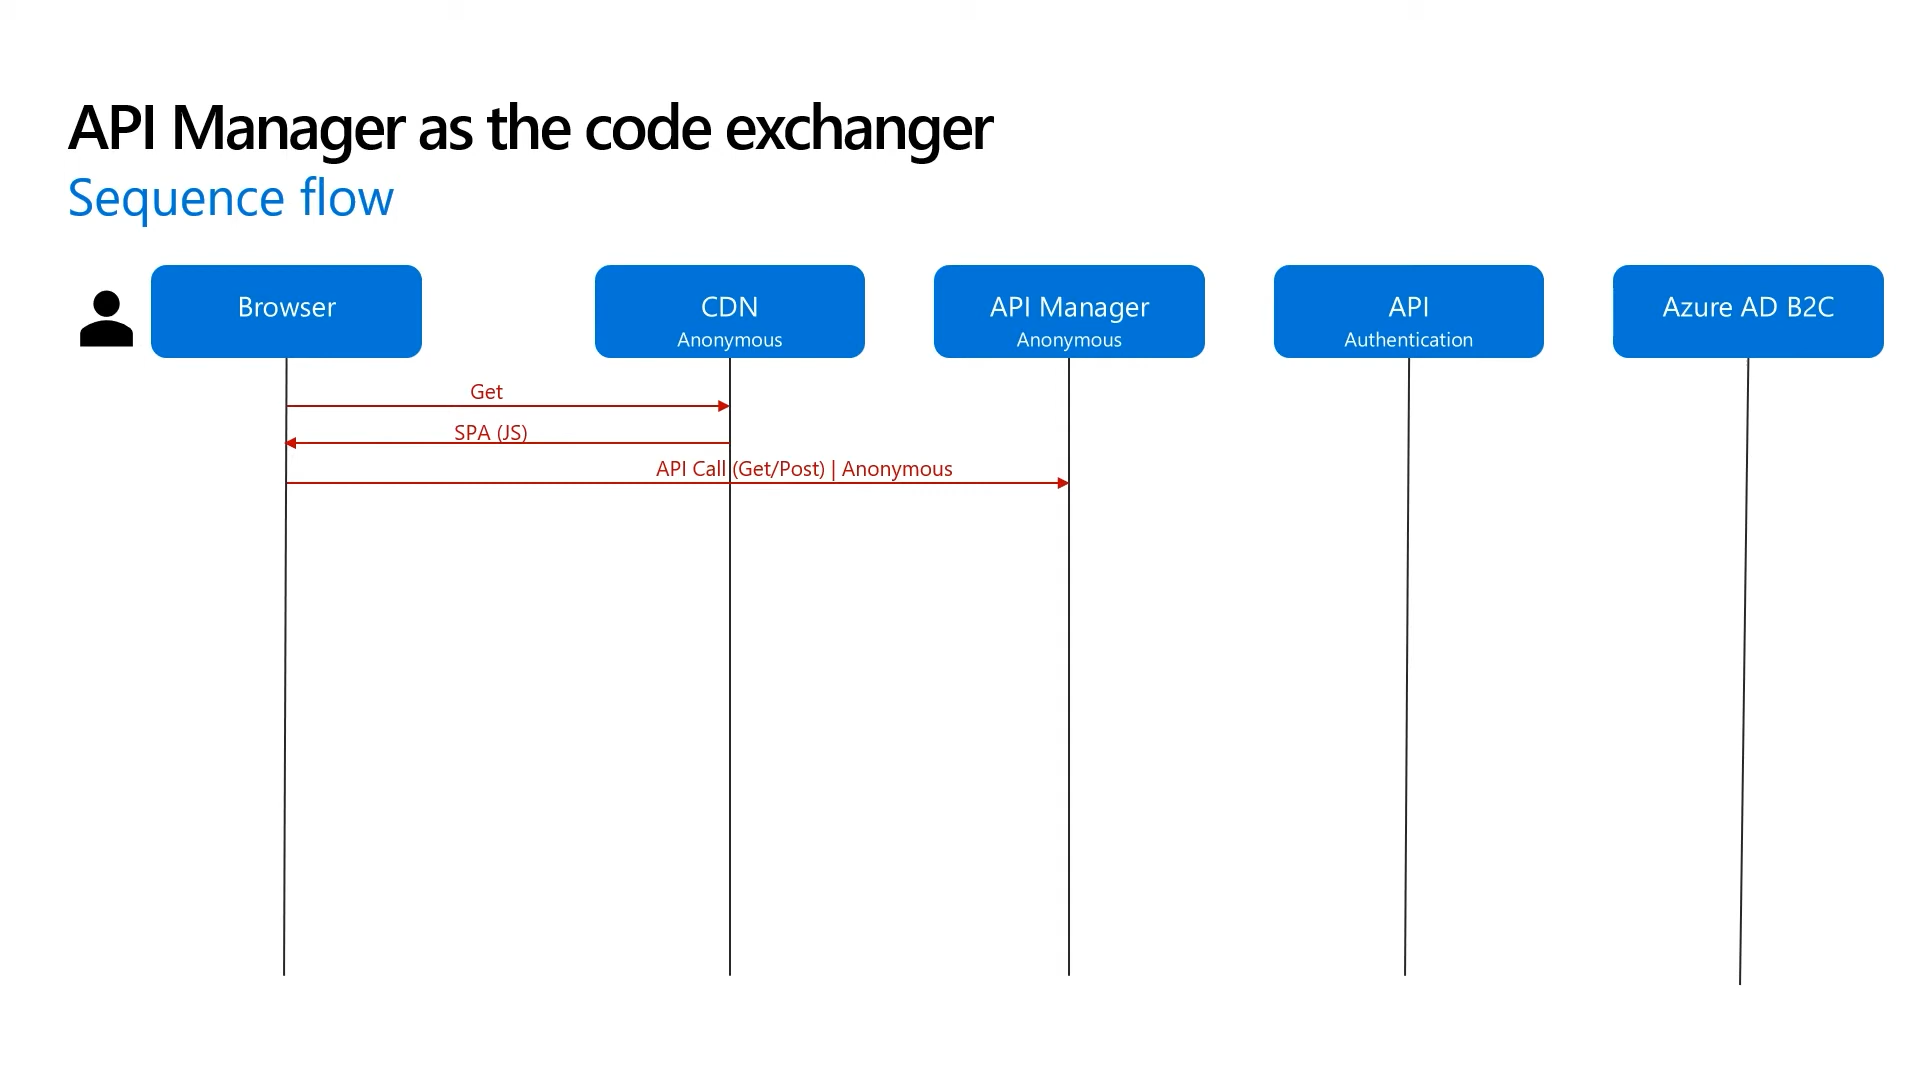 API Manager as the code exchanger
Sequence flow
Browser
CDN
Anonymous
API Manager
Anonymous
API
Authentication
Azure AD B2C
Get
SPA (JS)
API Call (Get/Post) | Anonymous